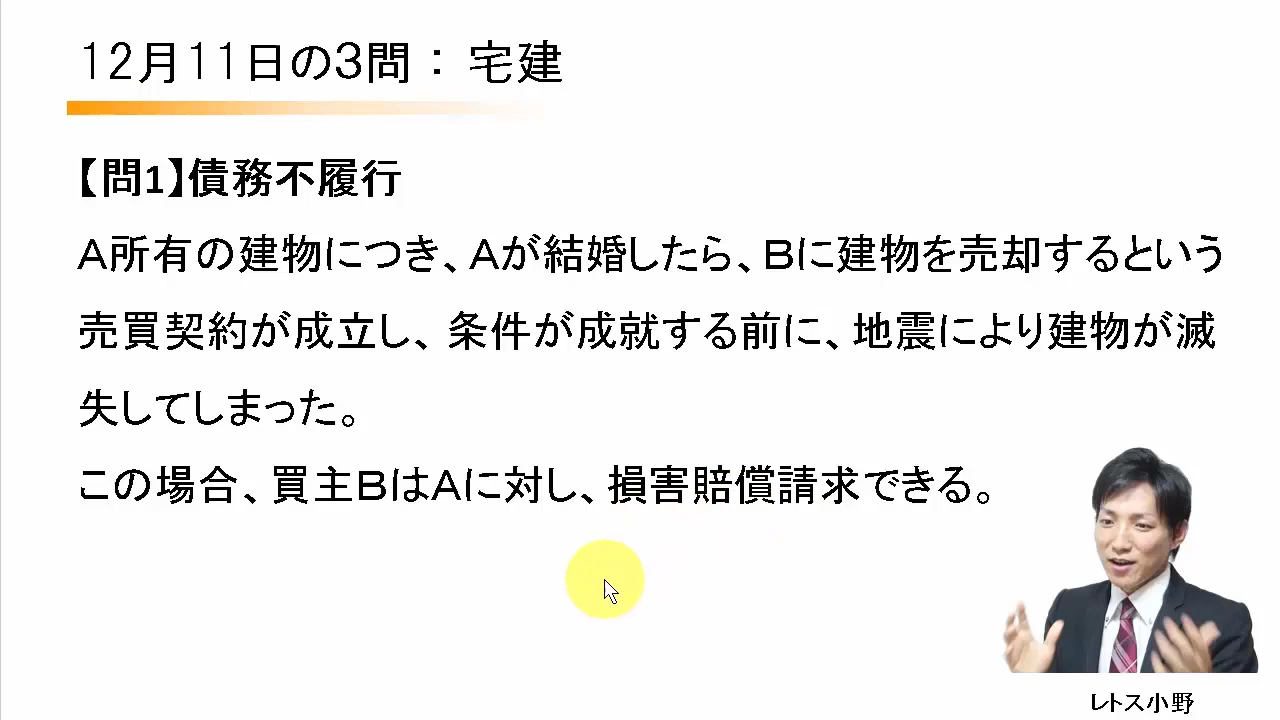 12月11日の3問：宅建
【問1】債務不履行
A所有の建物につき、Aが結婚したら、Bに建物を売却するという
売買契約が成立し、条件が成就する前に、地震により建物が滅
失してしまった。
この場合、買主BはAに対し、損害賠償請求できる。
レトス小野